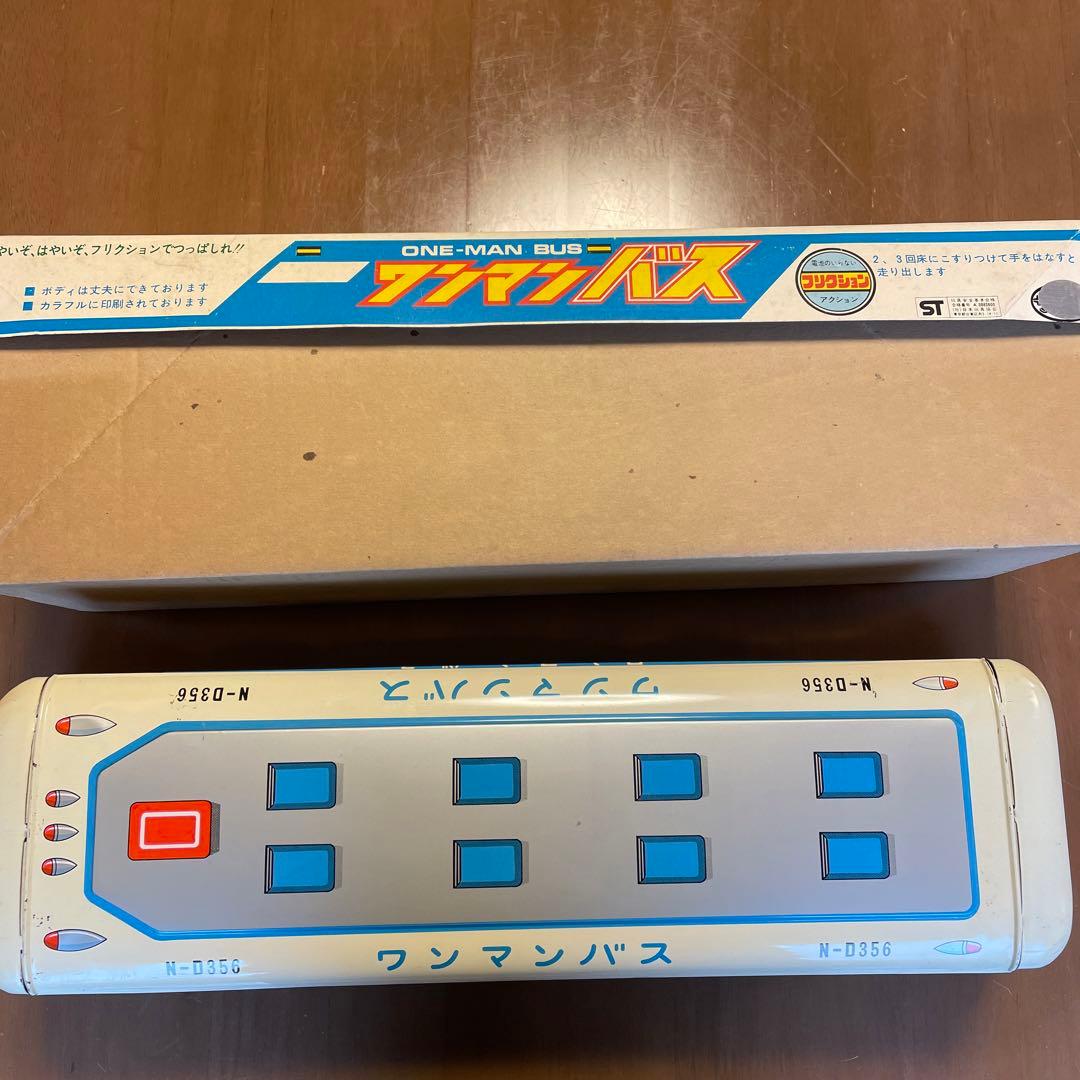 やいぞ、はやいぞ、フリクションでつっぱしれ!!
■ ボディは丈夫にできております
■ カラフルに印刷されております
ONE-MAN BUS
ワンマンバス
電池のいらない
フリクション
アクション
2、3回床にこすりつけて手をはなすと
走り出します
ST
N-D356
ワンマンバス
N-D356
N-D356
ワンマンバス
N-D356